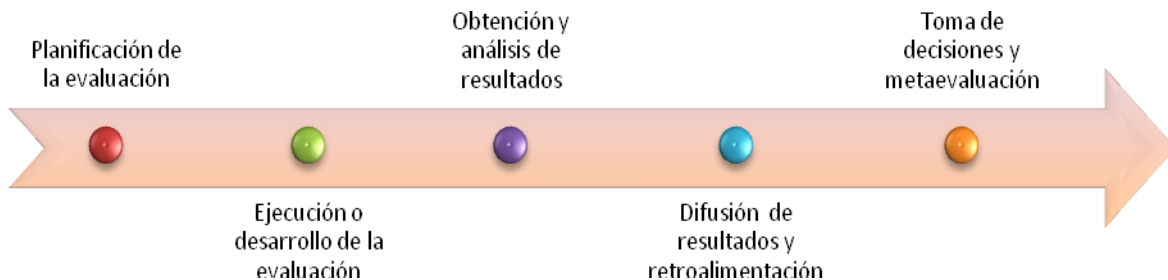 Planificación de
la evaluación
Ejecución o
desarrollo de la
evaluación
Obtención y
análisis de
resultados
Difusión de
resultados y
retroalimentación
Toma de
decisiones y
metaevaluación